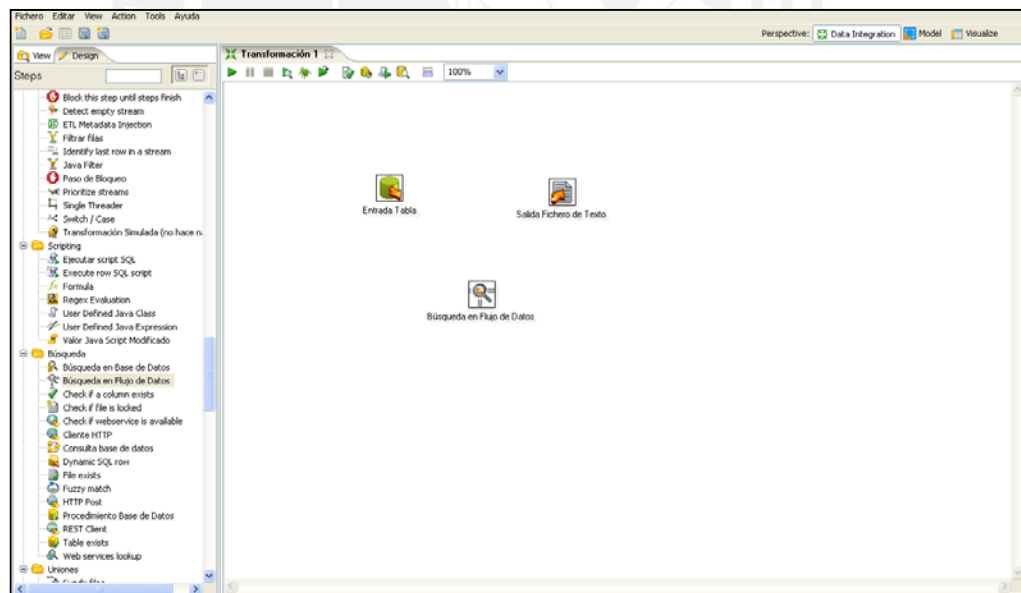 Fichero Editar View Action Tools Ayuda
Perspective: Data Integration Model Visualize
View Design
Transformación 1
Steps
100%
Block this step until steps finish
Detect empty stream
ETL Metadata Injection
Filtrar filas
Identify last row in a stream
Java Filter
Paso de Bloqueo
Prioritize streams
Single Threader
Switch / Case
Transformación Simulada (no hace n
Scripting
Ejecutar script SQL
Execute row SQL script
Formula
Regex Evaluation
User Defined Java Class
User Defined Java Expression
Valor Java Script Modificado
Búsqueda
Búsqueda en Base de Datos
Búsqueda en Flujo de Datos
Check if a column exists
Check if file is locked
Check if webservice is available
Cliente HTTP
Consulta base de datos
Dynamic SQL row
File exists
Fuzzy match
HTTP Post
Procedimiento Base de Datos
REST Client
Table exists
Web services lookup
Uniones
Entrada Tabla
Salida Fichero de Texto
Búsqueda en Flujo de Datos